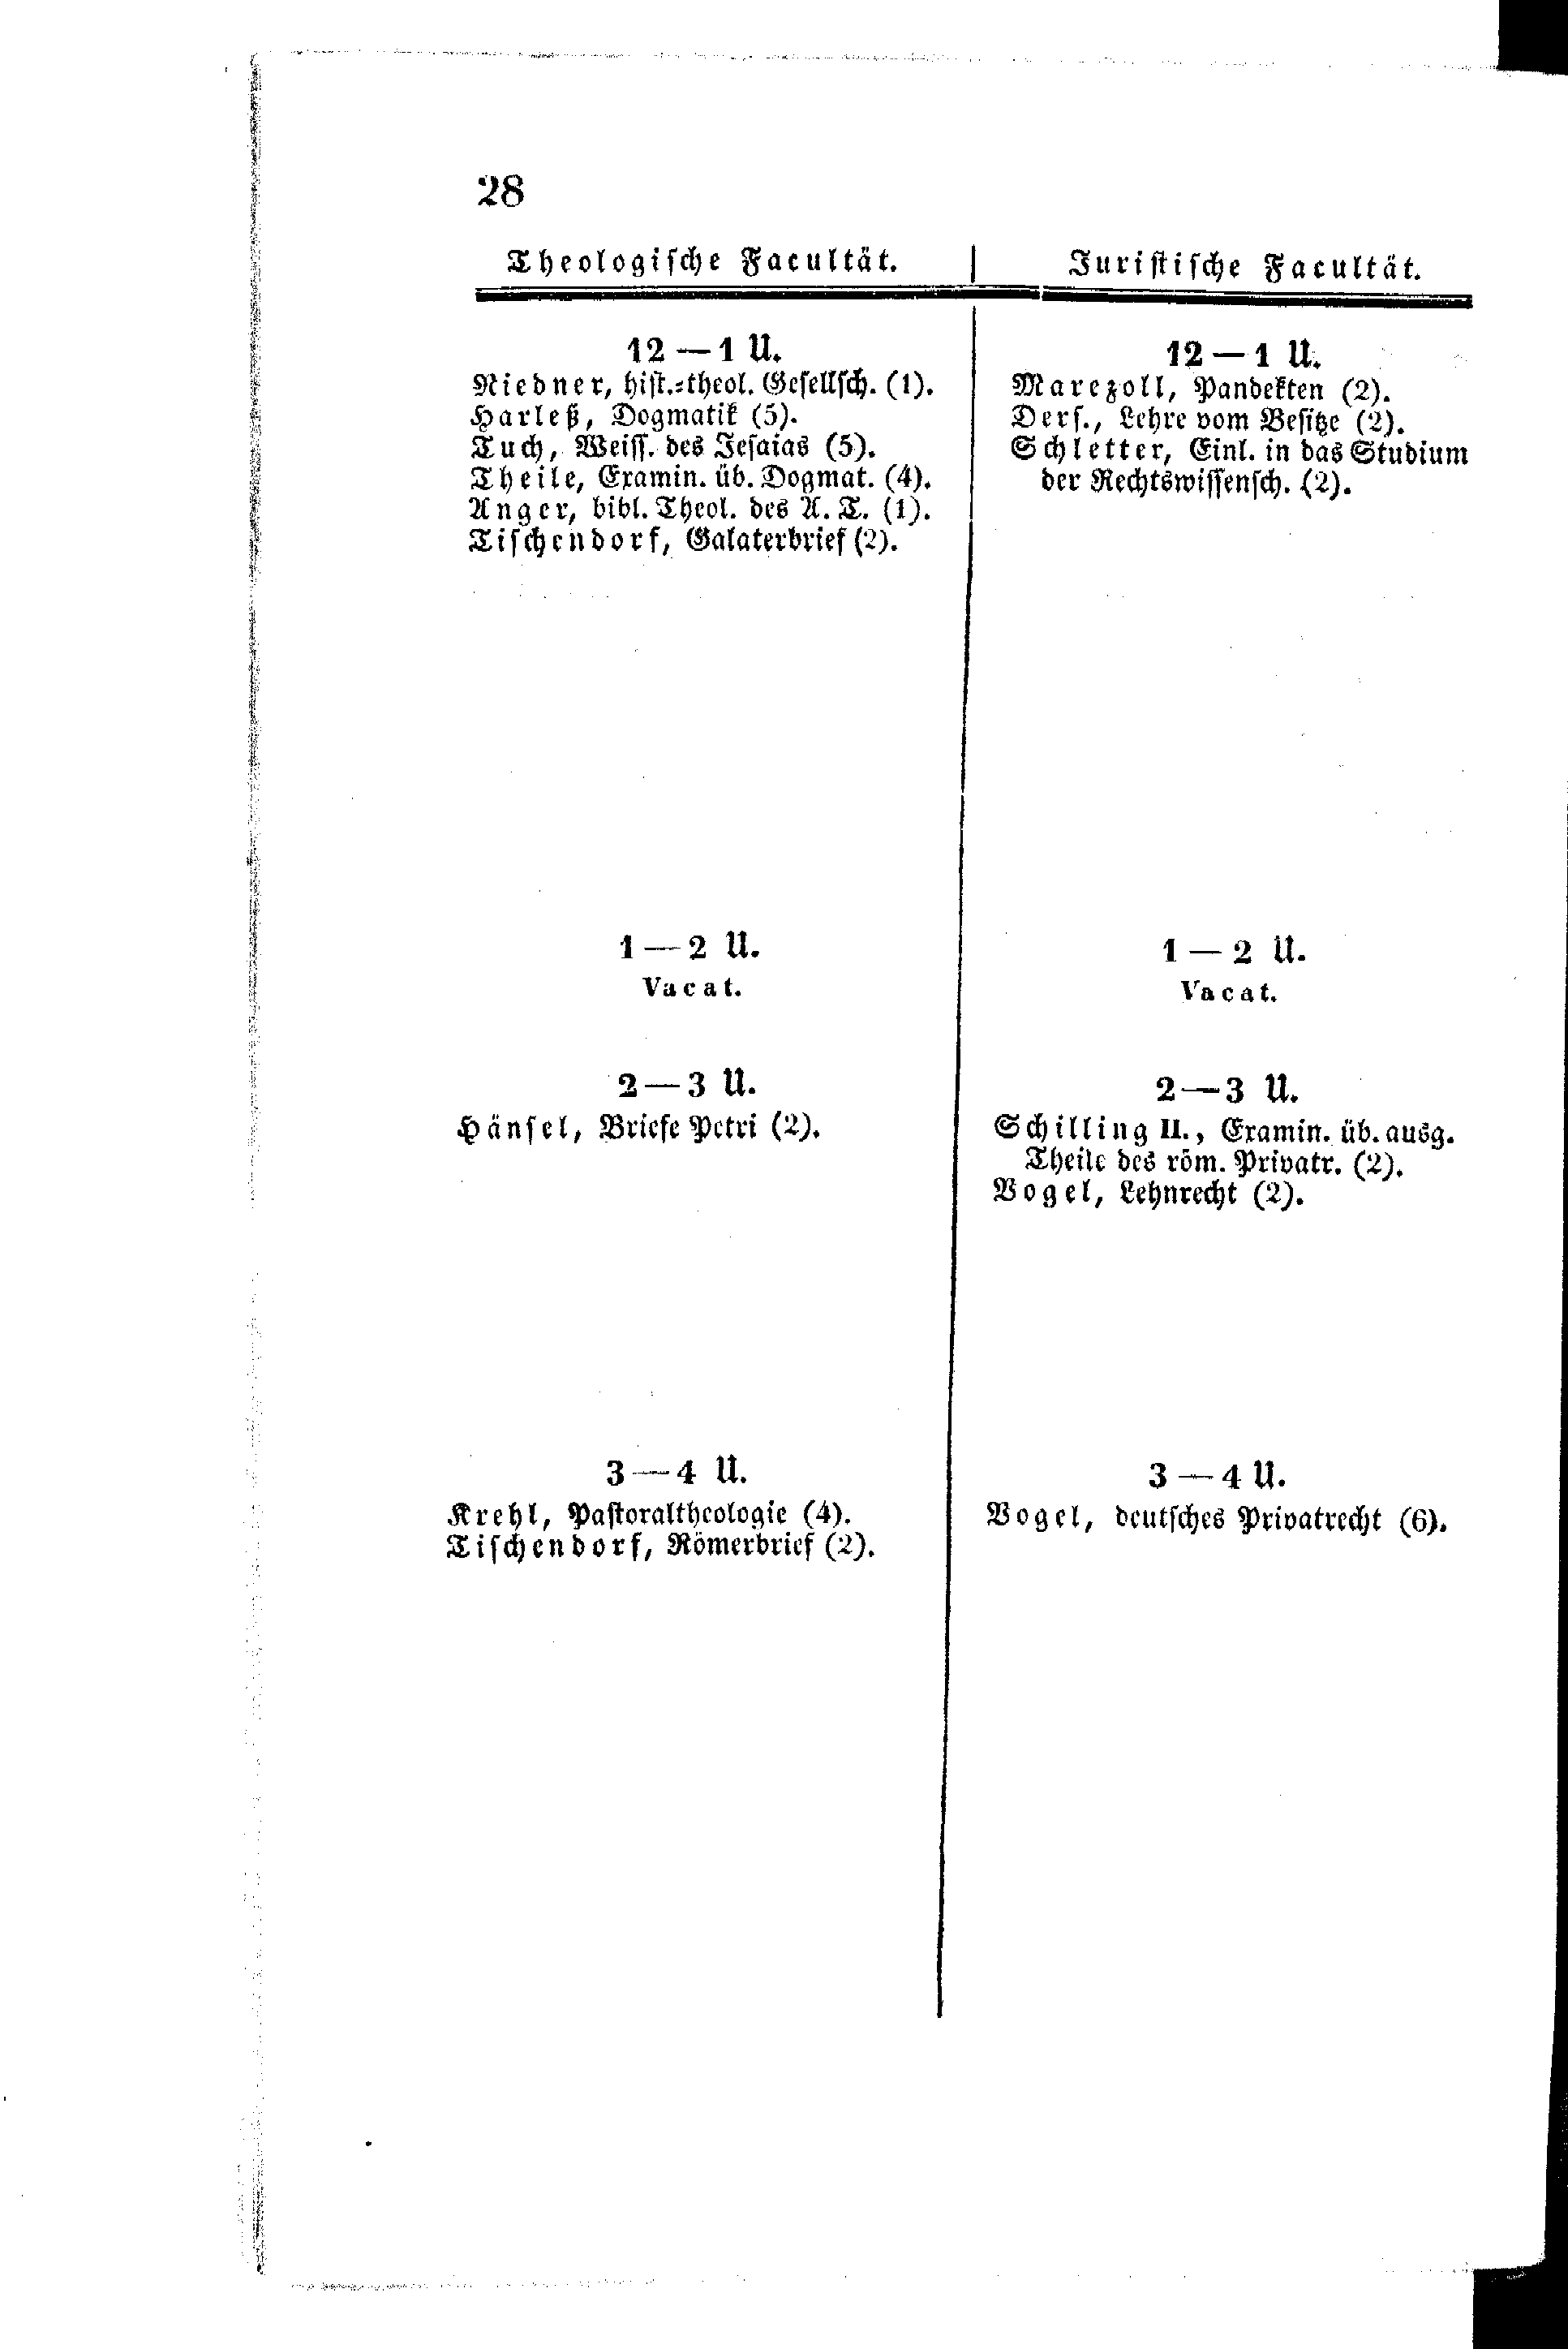 28
Theologische Facultät.
12 — 1 U.
Niedner, hist.-theol. Gesellsch. (1).
Harleß, Dogmatik (5).
Tuch, Weiss. des Jesaias (5).
Theile, Examin. üb. Dogmat. (4).
Anger, bibl. Theol. des A. T. (1).
Tischendorf, Galaterbrief (2).
1 — 2 U.
Vacat.
2 — 3 U.
Hänsel, Briefe Petri (2).
3 — 4 U.
Krehl, Pastoraltheologie (4).
Tischendorf, Römerbrief (2).
Juristische Facultät.
12 — 1 U.
Marezoll, Pandekten (2).
Ders., Lehre vom Besitze (2).
Schletter, Einl. in das Studium
der Rechtswissensch. (2).
1 — 2 U.
Vacat.
2 — 3 U.
Schilling II., Examin. üb. ausg.
Theile des röm. Privatr. (2).
Vogel, Lehnrecht (2).
3 — 4 U.
Vogel, deutsches Privatrecht (6).